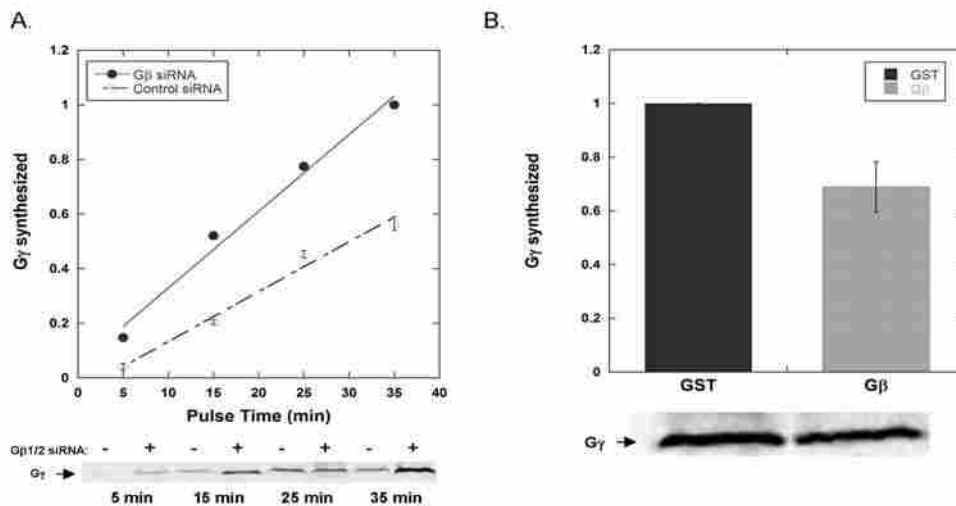 A.
1.2
1
0.8
0.6
0.4
0.2
0
Gβ siRNA
Control siRNA
Gγ synthesized
0 5 10 15 20 25 30 35 40
Pulse Time (min)
Gβ1/2 siRNA: - + - + - + - +
Gγ
5 min 15 min 25 min 35 min
B.
1.2
1
0.8
0.6
0.4
0.2
0
GST
Gβ
Gγ synthesized
GST Gβ
Gγ